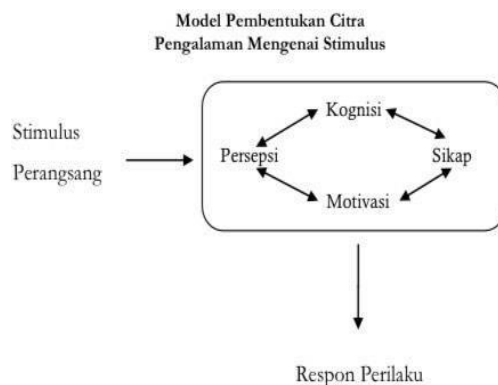 Model Pembentukan Citra
Pengalaman Mengenai Stimulus
Kognisi
Stimulus
Perangsang
Persepsi
Sikap
Motivasi
Respon Perilaku